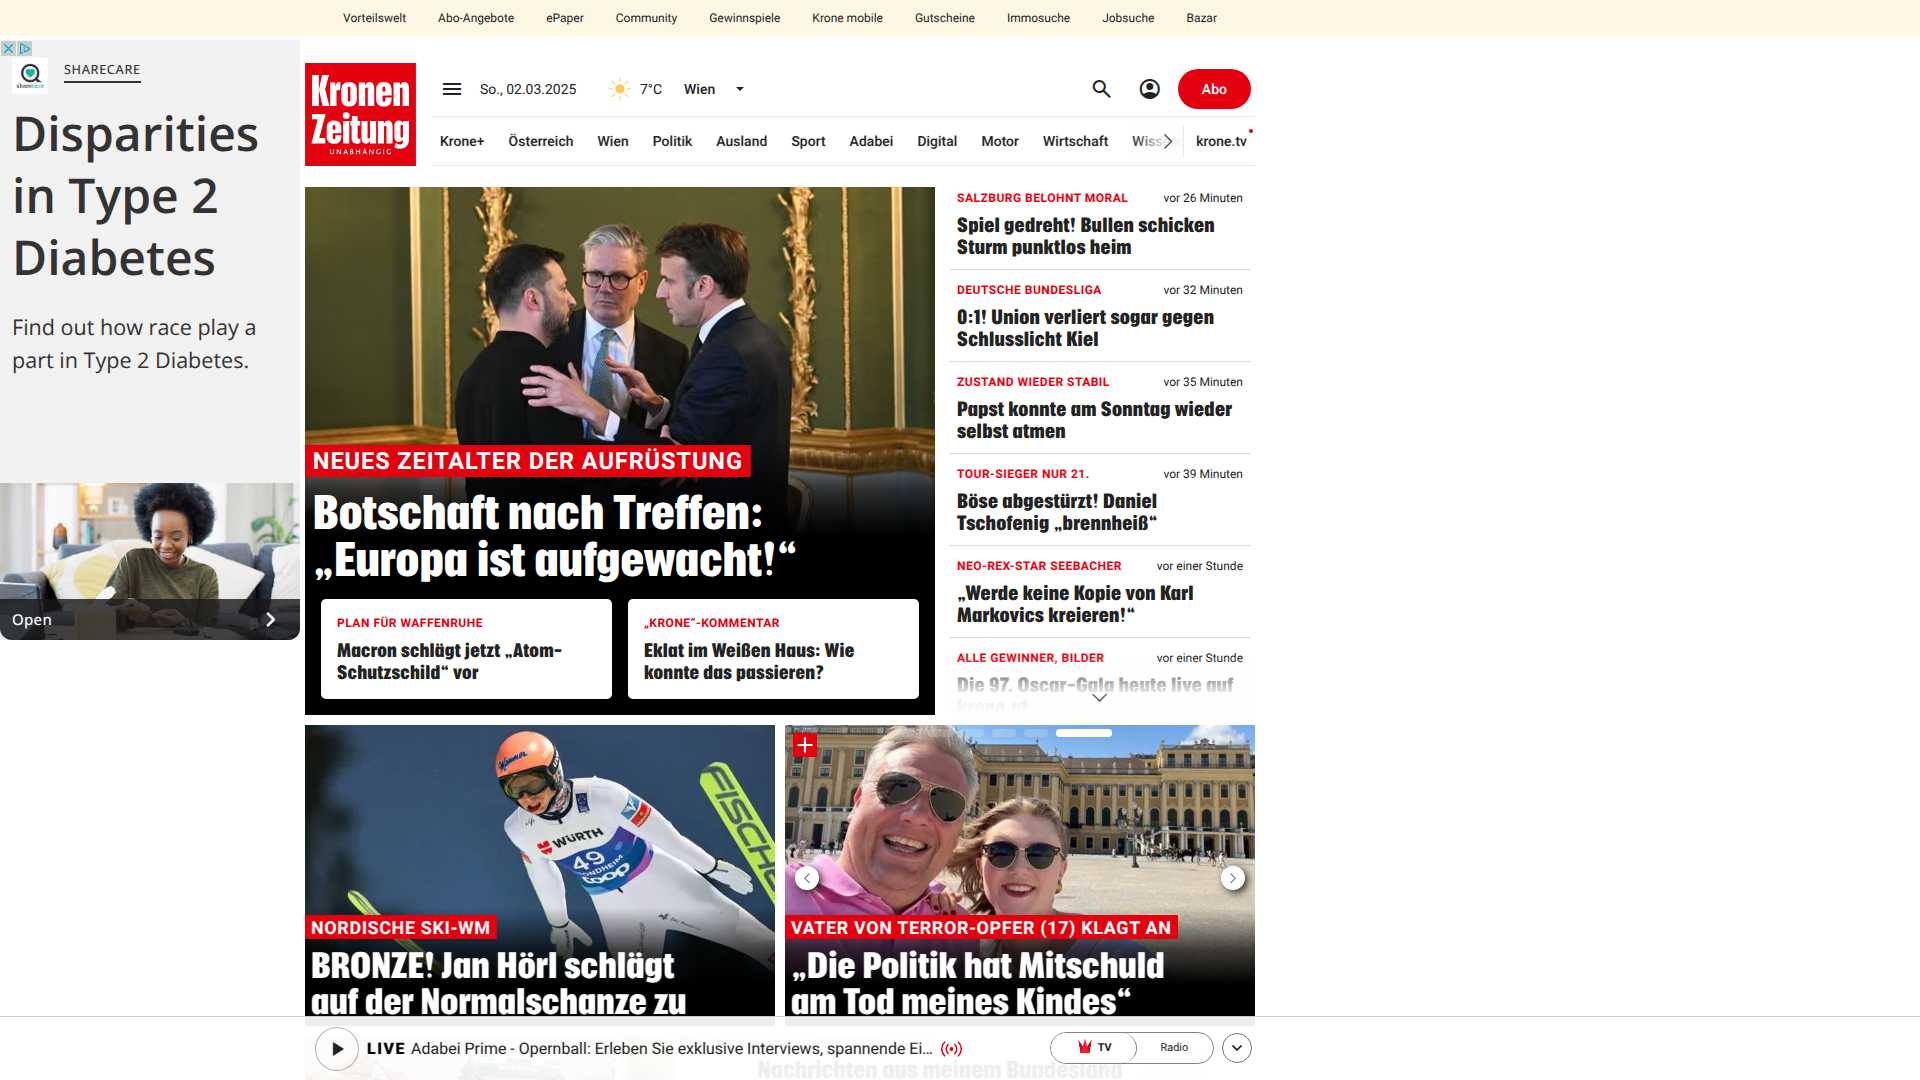 Vorteilswelt Abo-Angebote ePaper Community Gewinnspiele Krone mobile Gutscheine Immosuche Jobsuche Bazar
SHARECARE
sharecare
Disparities
in Type 2
Diabetes
Find out how race play a
part in Type 2 Diabetes.
Open
Kronen
Zeitung
UNABHÄNGIG
So., 02.03.2025 7°C Wien Abo
Krone+ Österreich Wien Politik Ausland Sport Adabei Digital Motor Wirtschaft krone.tv
NEUES ZEITALTER DER AUFRÜSTUNG
Botschaft nach Treffen:
„Europa ist aufgewacht!“
PLAN FÜR WAFFENRUHE
Macron schlägt jetzt „Atom-
Schutzschild“ vor
„KRONE“-KOMMENTAR
Eklat im Weißen Haus: Wie
konnte das passieren?
SALZBURG BELOHNT MORAL vor 26 Minuten
Spiel gedreht! Bullen schicken
Sturm punktlos heim
DEUTSCHE BUNDESLIGA vor 32 Minuten
0:1! Union verliert sogar gegen
Schlusslicht Kiel
ZUSTAND WIEDER STABIL vor 35 Minuten
Papst konnte am Sonntag wieder
selbst atmen
TOUR-SIEGER NUR 21. vor 39 Minuten
Böse abgestürzt! Daniel
Tschofenig „brennheiß“
NEO-REX-STAR SEEBACHER vor einer Stunde
„Werde keine Kopie von Karl
Markovics kreieren!“
ALLE GEWINNER, BILDER vor einer Stunde
Die 97. Oscar-Gala heute live auf
krone.at
WÜRTH
49
coop
FISCHER
NORDISCHE SKI-WM
BRONZE! Jan Hörl schlägt
auf der Normalschanze zu
VATER VON TERROR-OPFER (17) KLAGT AN
„Die Politik hat Mitschuld
am Tod meines Kindes“
LIVE Adabei Prime - Opernball: Erleben Sie exklusive Interviews, spannende Ei... TV Radio
Nachrichten aus meinem Bundesland